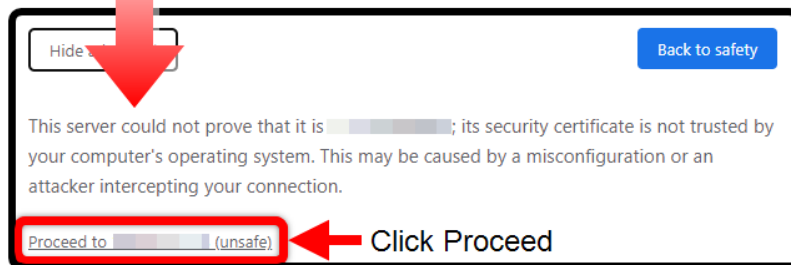 Hide
Back to safety
This server could not prove that it is ; its security certificate is not trusted by
your computer's operating system. This may be caused by a misconfiguration or an
attacker intercepting your connection.
Proceed to (unsafe)
Click Proceed